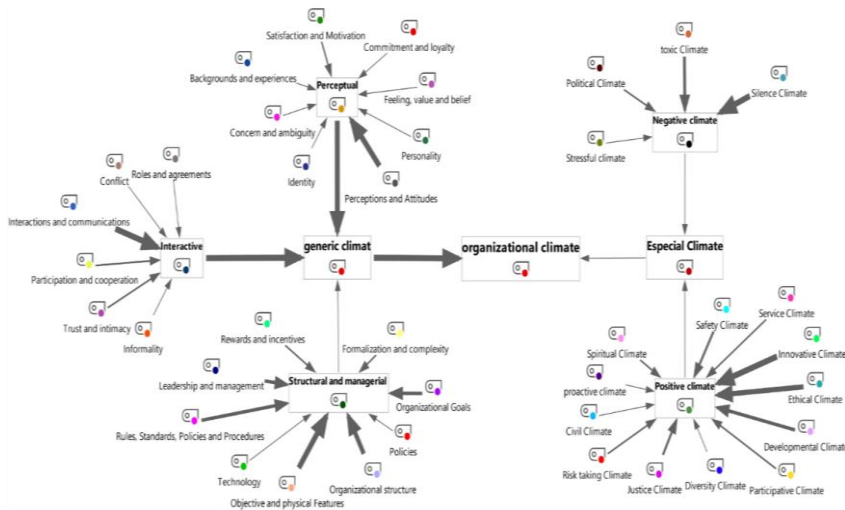 Satisfaction and Motivation
Commitment and loyalty
toxic Climate
Backgrounds and experiences
Perceptual
Political Climate
Silence Climate
Feeling, value and belief
Concern and ambiguity
Negative climate
Personality
Roles and agreements
Stressful climate
Conflict
Identity
Perceptions and Attitudes
Interactions and communications
Interactive
generic climat
organizational climate
Especial Climate
Participation and cooperation
Trust and intimacy
Safety Climate
Service Climate
Informality
Rewards and incentives
Formalization and complexity
Spiritual Climate
Innovative Climate
Leadership and management
Structural and managerial
proactive climate
Positive climate
Ethical Climate
Organizational Goals
Civil Climate
Rules, Standards, Policies and Procedures
Policies
Developmental Climate
Technology
Risk taking Climate
Organizational structure
Justice Climate
Diversity Climate
Participative Climate
Objective and physical Features